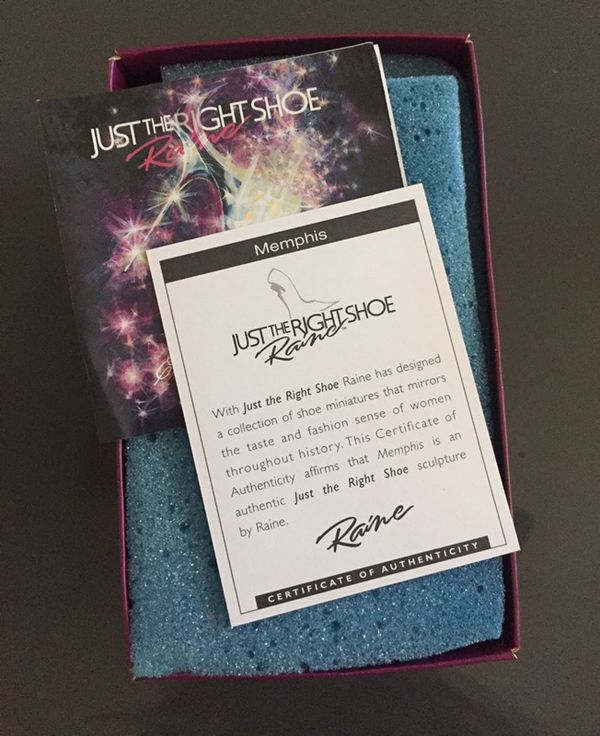 JUST THE RIGHT SHOE
Raine
Memphis
JUST THE RIGHT SHOE™
Raine
With Just the Right Shoe Raine has designed
a collection of shoe miniatures that mirrors
the taste and fashion sense of women
throughout history. This Certificate of
Authenticity affirms that Memphis is an
authentic Just the Right Shoe sculpture
by Raine.
Raine
CERTIFICATE OF AUTHENTICITY